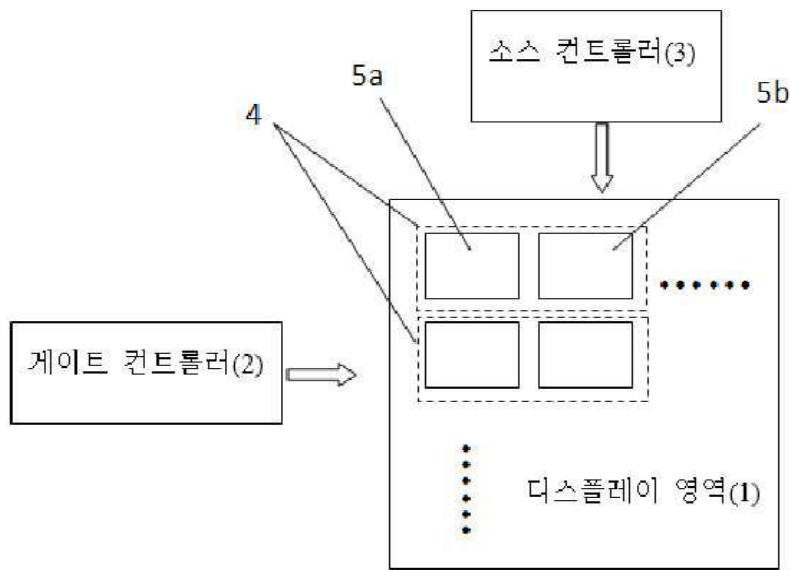 소스 컨트롤러(3)
5a
5b
4
게이트 컨트롤러(2)
디스플레이 영역(1)